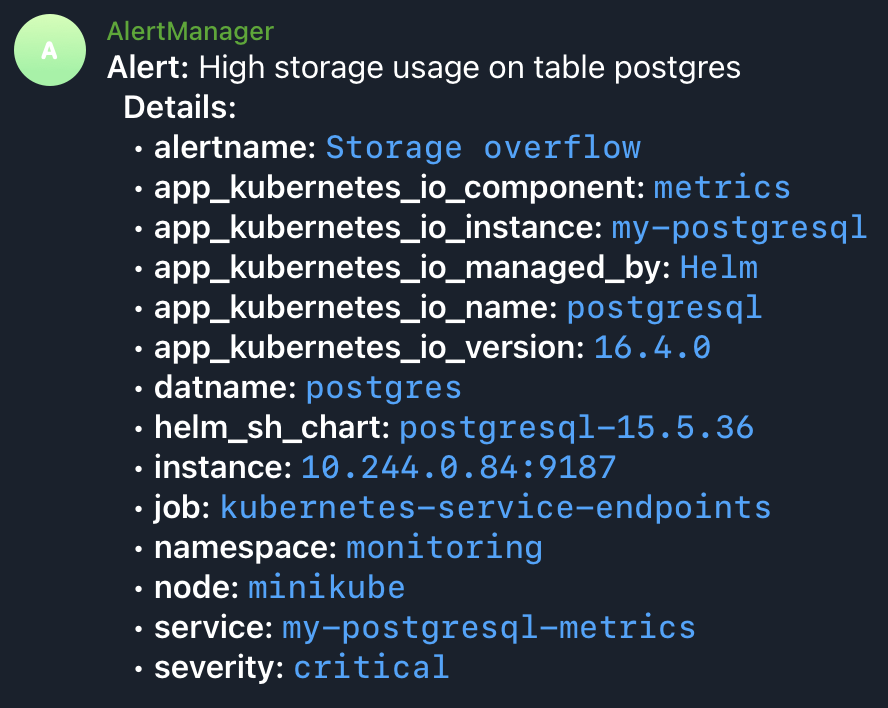 A
AlertManager
Alert: High storage usage on table postgres
Details:
• alertname: Storage overflow
• app_kubernetes_io_component: metrics
• app_kubernetes_io_instance: my-postgresql
• app_kubernetes_io_managed_by: Helm
• app_kubernetes_io_name: postgresql
• app_kubernetes_io_version: 16.4.0
• datname: postgres
• helm_sh_chart: postgresql-15.5.36
• instance: 10.244.0.84:9187
• job: kubernetes-service-endpoints
• namespace: monitoring
• node: minikube
• service: my-postgresql-metrics
• severity: critical